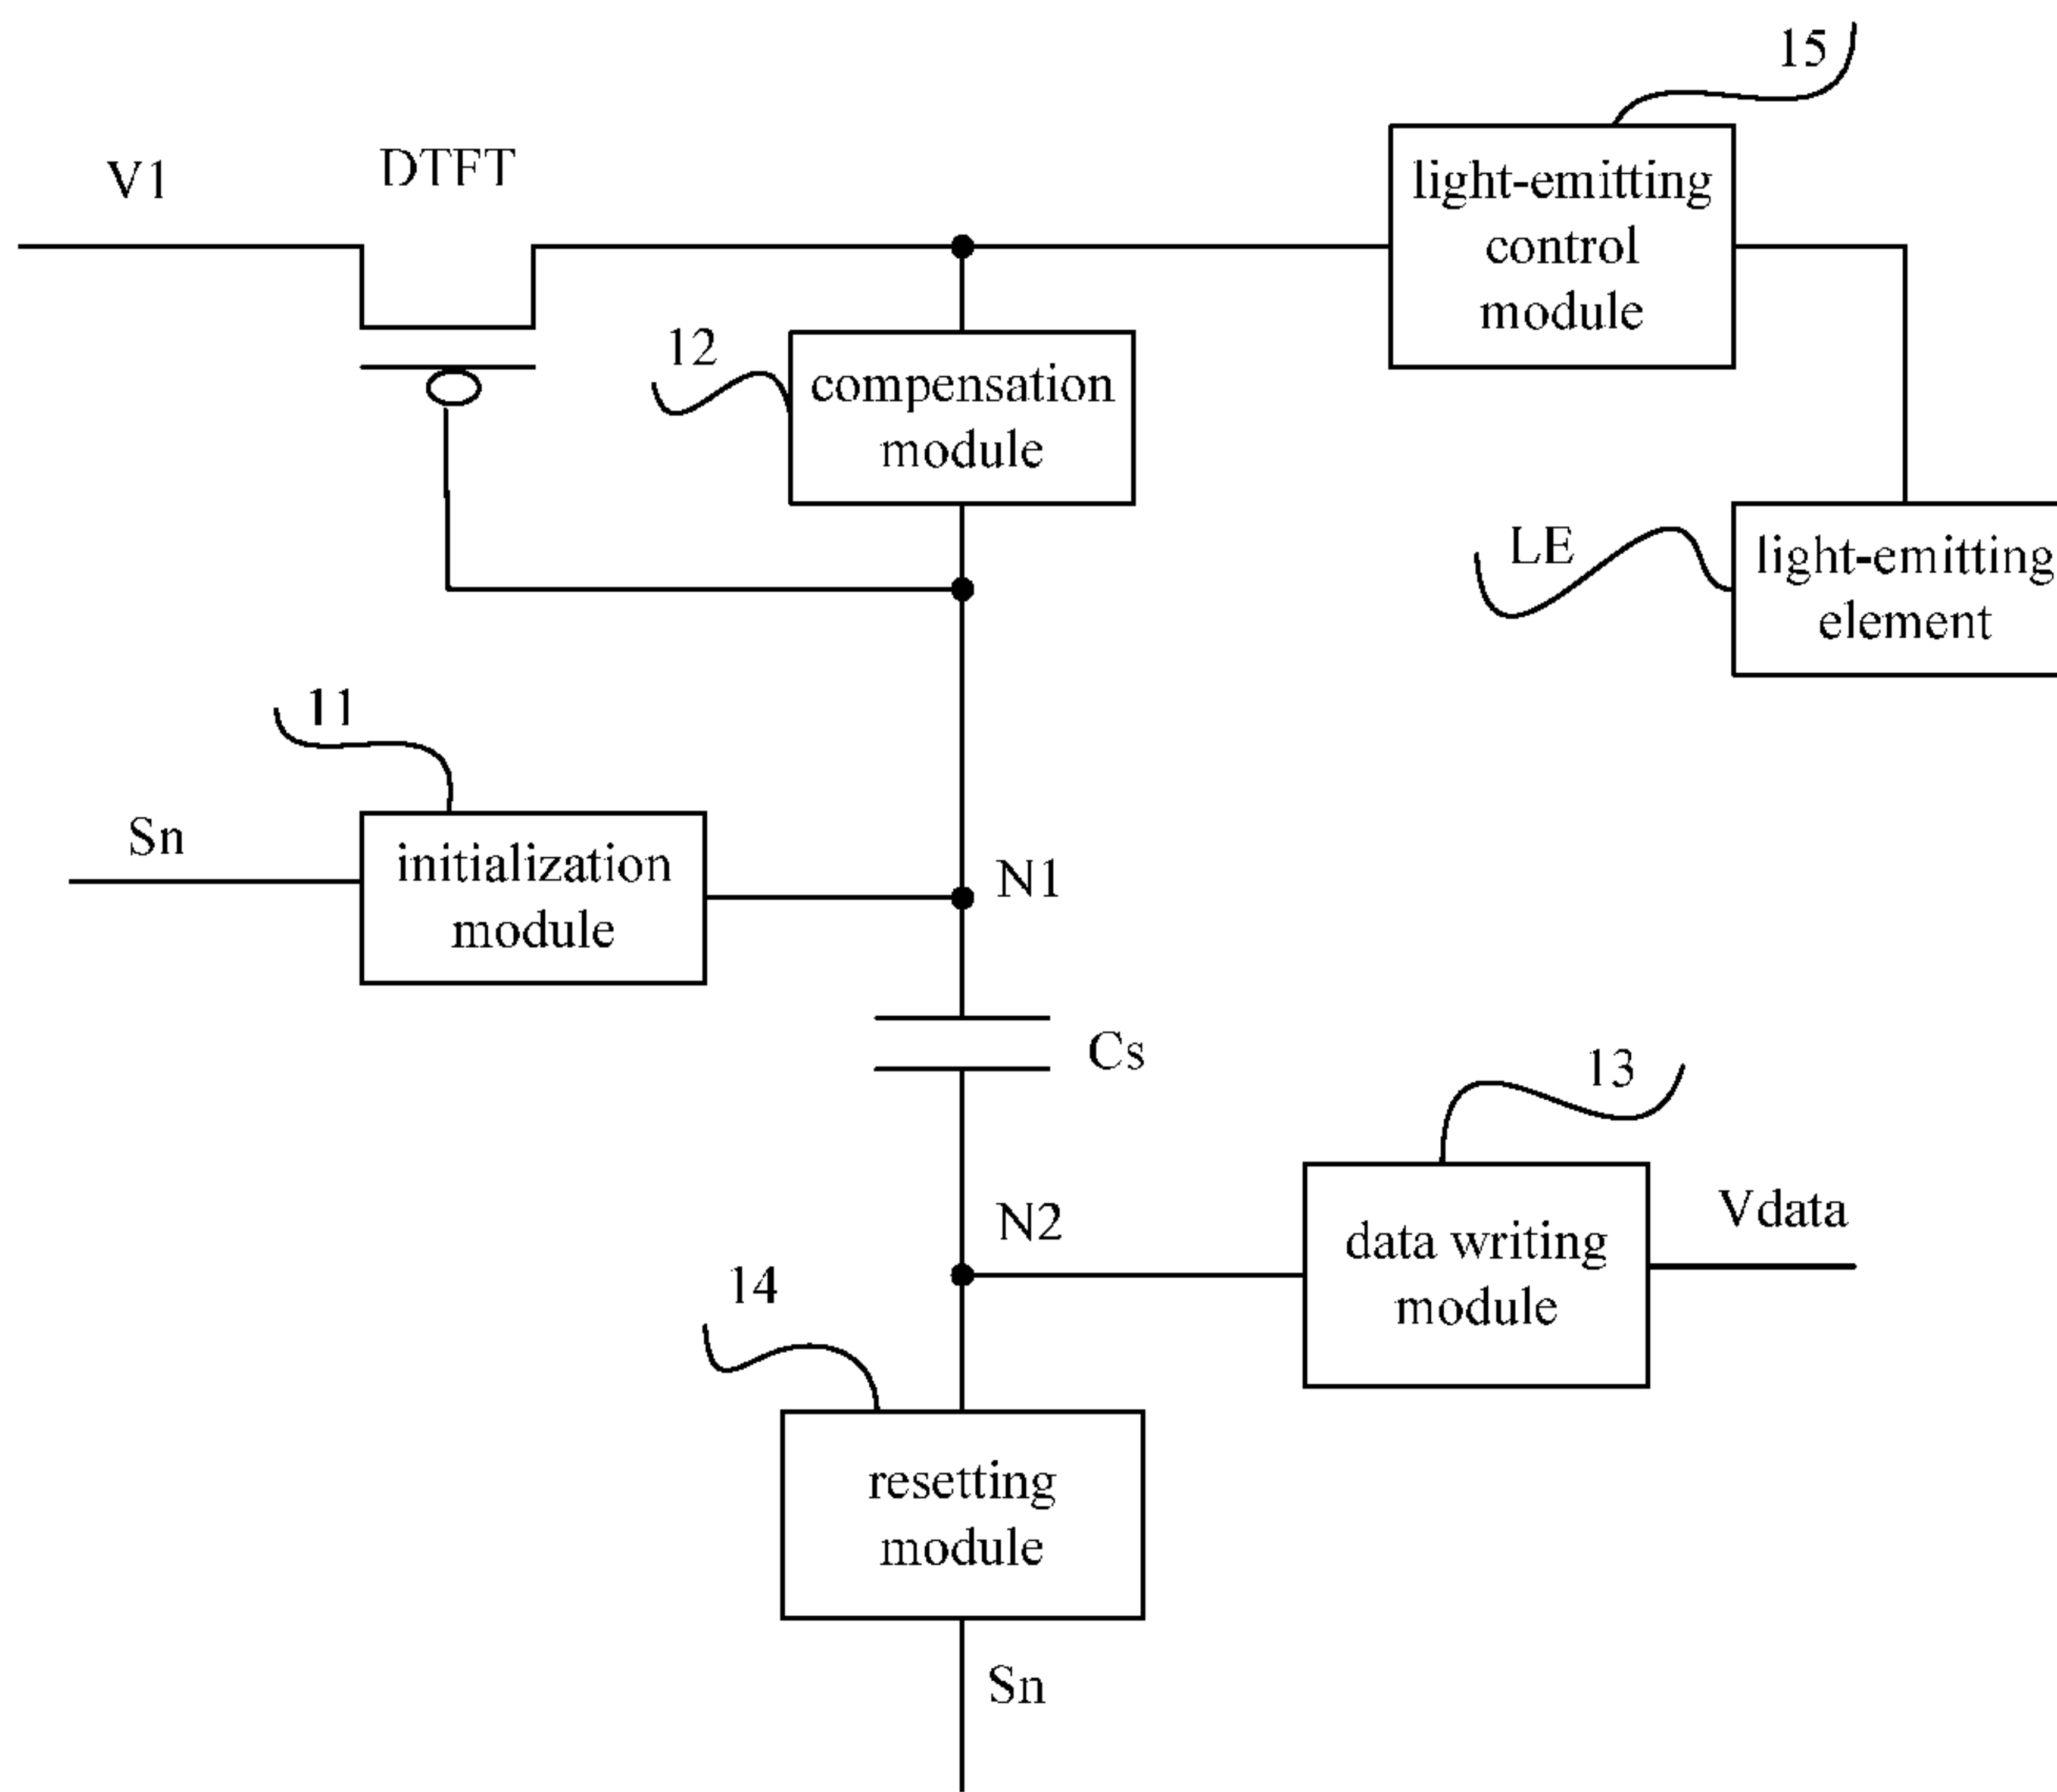 15
V1
DTFT
light-emitting
control
module
12
compensation
module
LE
light-emitting
element
11
Sn
initialization
module
N1
Cs
13
N2
data writing
module
Vdata
14
resetting
module
Sn